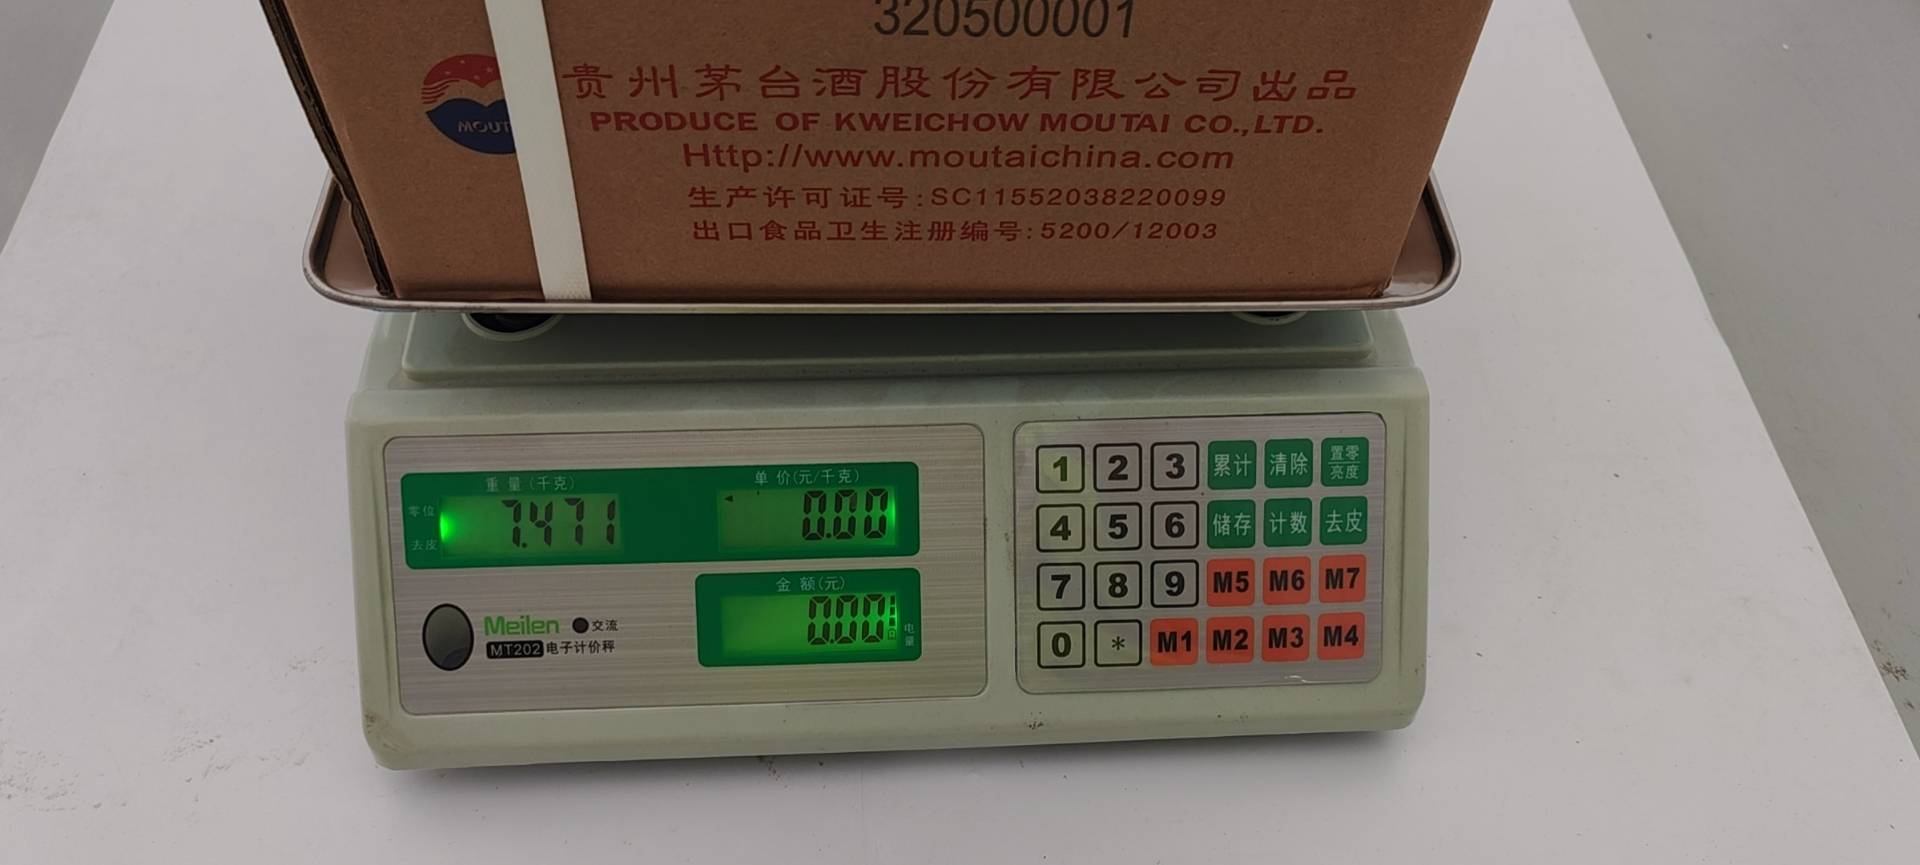 320500001
贵州茅台酒股份有限公司出品
MOUT
PRODUCE OF KWEICHOW MOUTAI CO.,LTD.
Http://www.moutaichina.com
生产许可证号:SC11552038220099
出口食品卫生注册编号:5200/12003
重量(千克)
单价(元/千克)
零位
7.471
0.00
去皮
金额(元)
0.00
电量
Meilen 交流
MT202 电子计价秤
1 2 3 累计 清除 置零 亮度
4 5 6 储存 计数 去皮
7 8 9 M5 M6 M7
0 * M1 M2 M3 M4